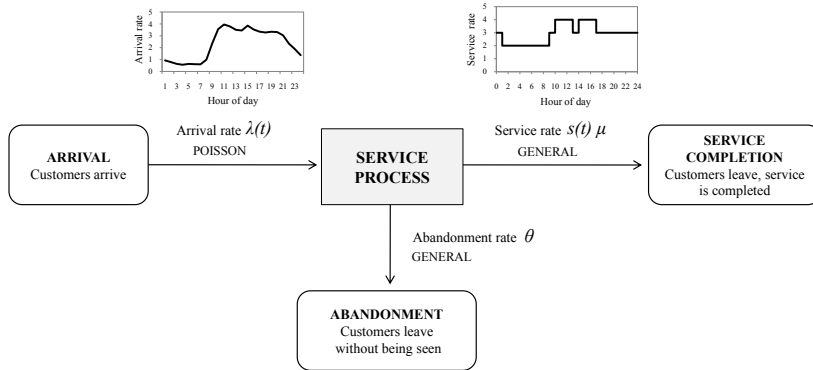 Arrival rate
5
4
3
2
1
0
1 3 5 7 9 11 13 15 17 19 21 23
Hour of day
Service rate
5
4
3
2
1
0
0 2 4 6 8 10 12 14 16 18 20 22 24
Hour of day
ARRIVAL
Customers arrive
Arrival rate λ(t)
POISSON
SERVICE
PROCESS
Service rate s(t) μ
GENERAL
SERVICE
COMPLETION
Customers leave, service
is completed
Abandonment rate θ
GENERAL
ABANDONMENT
Customers leave
without being seen